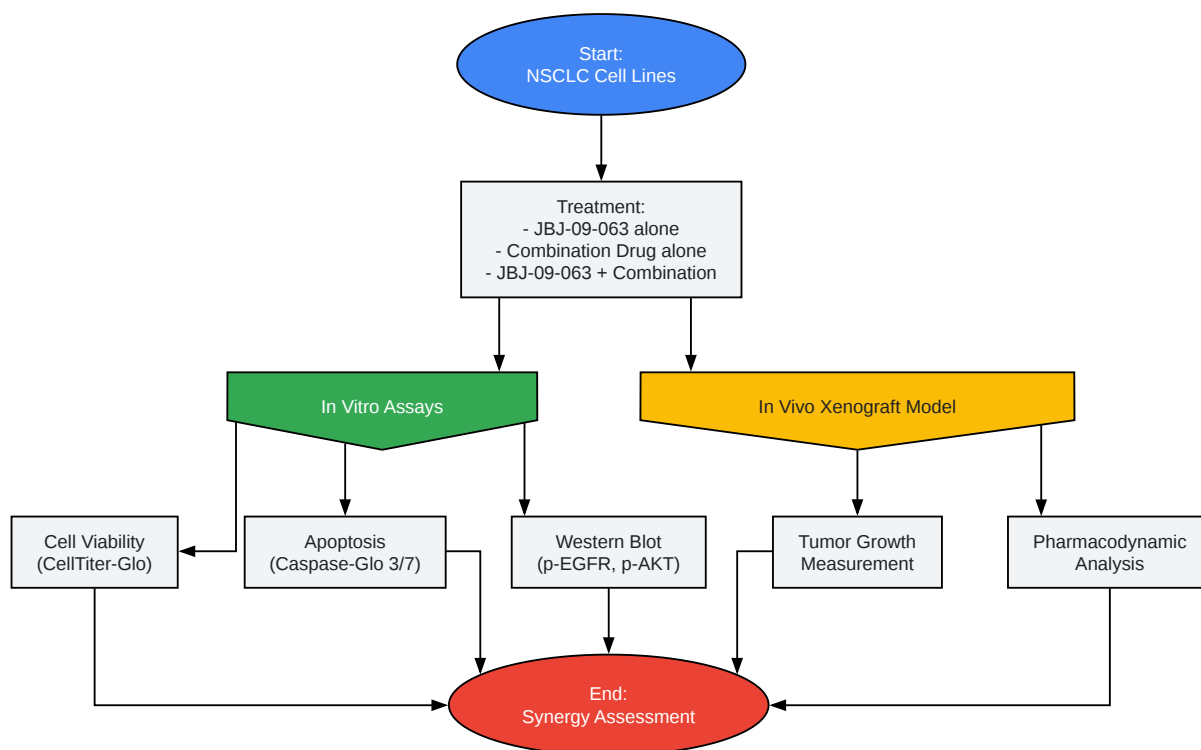 Start:
NSCLC Cell Lines
Treatment:
- JBJ-09-063 alone
- Combination Drug alone
- JBJ-09-063 + Combination
In Vitro Assays
In Vivo Xenograft Model
Cell Viability
(CellTiter-Glo)
Apoptosis
(Caspase-Glo 3/7)
Western Blot
(p-EGFR, p-AKT)
Tumor Growth
Measurement
Pharmacodynamic
Analysis
End:
Synergy Assessment